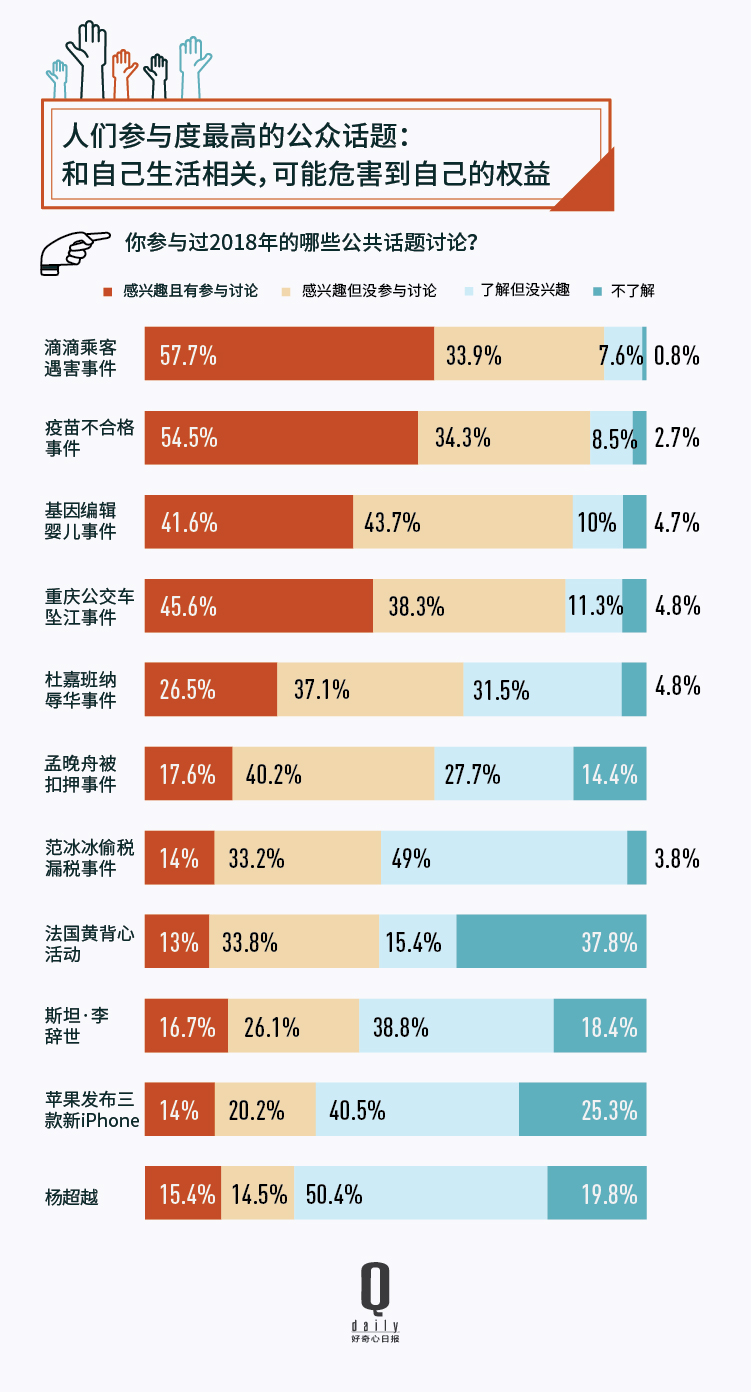 人们参与度最高的公众话题：
和自己生活相关，可能危害到自己的权益
你参与过2018年的哪些公共话题讨论？
感兴趣且有参与讨论 感兴趣但没参与讨论 了解但没兴趣 不了解
滴滴乘客
遇害事件
57.7% 33.9% 7.6% 0.8%
疫苗不合格
事件
54.5% 34.3% 8.5% 2.7%
基因编辑
婴儿事件
41.6% 43.7% 10% 4.7%
重庆公交车
坠江事件
45.6% 38.3% 11.3% 4.8%
杜嘉班纳
辱华事件
26.5% 37.1% 31.5% 4.8%
孟晚舟被
扣押事件
17.6% 40.2% 27.7% 14.4%
范冰冰偷税
漏税事件
14% 33.2% 49% 3.8%
法国黄背心
活动
13% 33.8% 15.4% 37.8%
斯坦·李
辞世
16.7% 26.1% 38.8% 18.4%
苹果发布三
款新iPhone
14% 20.2% 40.5% 25.3%
杨超越
15.4% 14.5% 50.4% 19.8%
Q
daily
好奇心日报